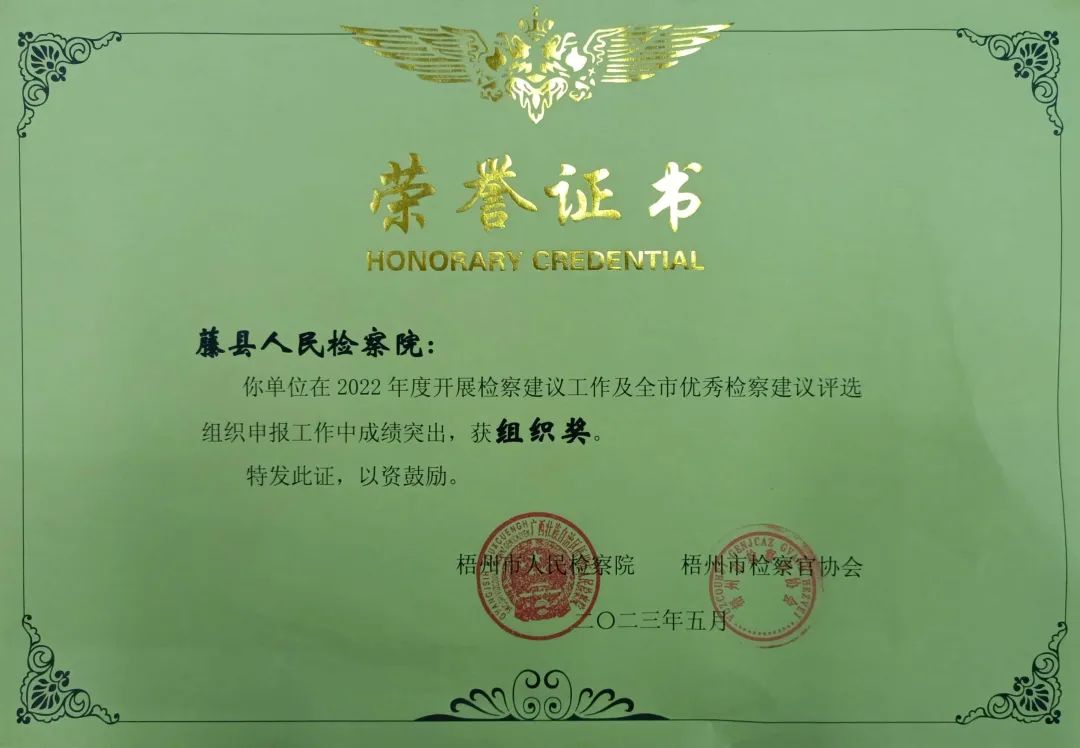 荣誉证书
HONORARY CREDENTIAL
藤县人民检察院：
你单位在 2022 年度开展检察建议工作及全市优秀检察建议评选
组织申报工作中成绩突出，获组织奖。
特发此证，以资鼓励。
梧州市人民检察院 梧州市检察官协会
二〇二三年五月